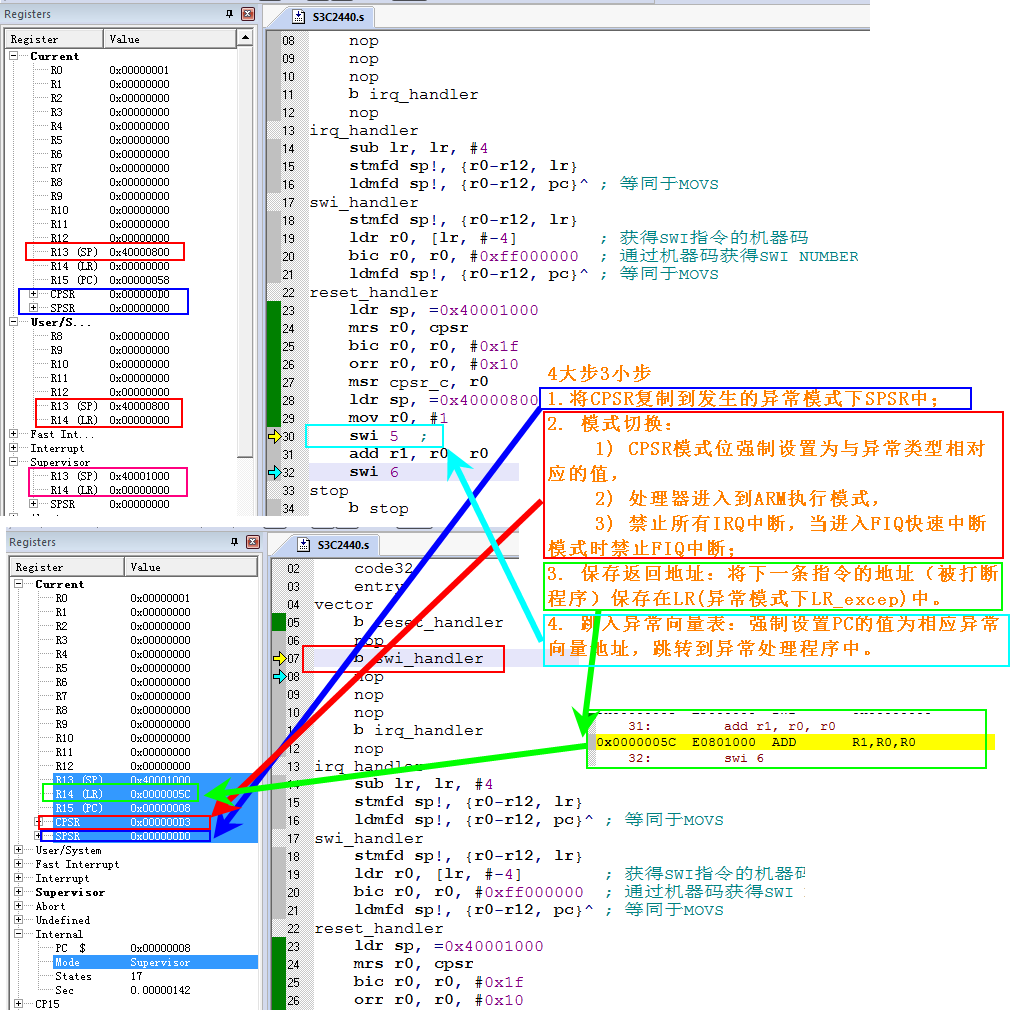 Registers
Register Value
Current
R0 0x00000001
R1 0x00000000
R2 0x00000000
R3 0x00000000
R4 0x00000000
R5 0x00000000
R6 0x00000000
R7 0x00000000
R8 0x00000000
R9 0x00000000
R10 0x00000000
R11 0x00000000
R12 0x00000000
R13 (SP) 0x40000800
R14 (LR) 0x00000000
R15 (PC) 0x00000058
CPSR 0x000000D0
SPSR 0x00000000
User/S...
R8 0x00000000
R9 0x00000000
R10 0x00000000
R11 0x00000000
R12 0x00000000
R13 (SP) 0x40000800
R14 (LR) 0x00000000
Fast Int...
Interrupt
Supervisor
R13 (SP) 0x40001000
R14 (LR) 0x00000000
SPSR 0x00000000
S3C2440.s
08 nop
09 nop
10 nop
11 b irq_handler
12 nop
13 irq_handler
14 sub lr, lr, #4
15 stmfd sp!, {r0-r12, lr}
16 ldmfd sp!, {r0-r12, pc}^ ; 等同于MOVS
17 swi_handler
18 stmfd sp!, {r0-r12, lr}
19 ldr r0, [lr, #-4] ; 获得SWI指令的机器码
20 bic r0, r0, #0xff000000 ; 通过机器码获得SWI NUMBER
21 ldmfd sp!, {r0-r12, pc}^ ; 等同于MOVS
22 reset_handler
23 ldr sp, =0x40001000
24 mrs r0, cpsr
25 bic r0, r0, #0x1f
26 orr r0, r0, #0x10
27 msr cpsr_c, r0
28 ldr sp, =0x40000800
29 mov r0, #1
30 swi 5 ;
31 add r1, r0, r0
32 swi 6
33 stop
34 b stop
4大步3小步
1.将CPSR复制到发生的异常模式下SPSR中;
2. 模式切换:
1) CPSR模式位强制设置为与异常类型相对
应的值,
2) 处理器进入到ARM执行模式,
3) 禁止所有IRQ中断, 当进入FIQ快速中断
模式时禁止FIQ中断;
3. 保存返回地址: 将下一条指令的地址(被打断
程序)保存在LR(异常模式下LR_excep)中。
4. 跳入异常向量表: 强制设置PC的值为相应异常
向量地址, 跳转到异常处理程序中。
31: add r1, r0, r0
0x0000005C E0801000 ADD R1,R0,R0
32: swi 6
Registers
Register Value
Current
R0 0x00000001
R1 0x00000000
R2 0x00000000
R3 0x00000000
R4 0x00000000
R5 0x00000000
R6 0x00000000
R7 0x00000000
R8 0x00000000
R9 0x00000000
R10 0x00000000
R11 0x00000000
R12 0x00000000
R13 (SP) 0x40001000
R14 (LR) 0x0000005C
R15 (PC) 0x00000008
CPSR 0x000000D3
SPSR 0x000000D0
User/System
Fast Interrupt
Interrupt
Supervisor
Abort
Undefined
Internal
PC $ 0x00000008
Mode Supervisor
States 17
Sec 0.00000142
CP15
S3C2440.s
02 code32
03 entry
04 vector
05 b reset_handler
06 nop
07 b swi_handler
08 nop
09 nop
10 nop
b irq_handler
12 nop
13 irq_handler
14 sub lr, lr, #4
15 stmfd sp!, {r0-r12, lr}
16 ldmfd sp!, {r0-r12, pc}^ ; 等同于MOVS
17 swi_handler
18 stmfd sp!, {r0-r12, lr}
19 ldr r0, [lr, #-4] ; 获得SWI指令的机器码
20 bic r0, r0, #0xff000000 ; 通过机器码获得SWI
21 ldmfd sp!, {r0-r12, pc}^ ; 等同于MOVS
22 reset_handler
23 ldr sp, =0x40001000
24 mrs r0, cpsr
25 bic r0, r0, #0x1f
26 orr r0, r0, #0x10